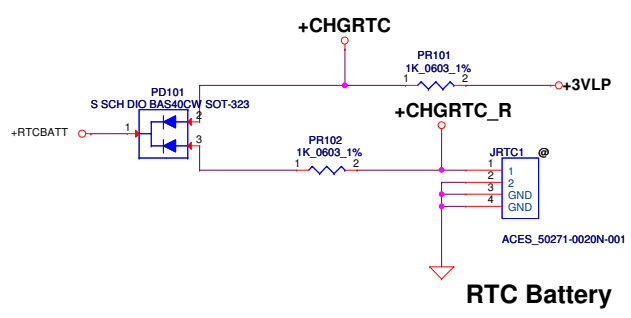 +CHGRTC
PR101
1K_0603_1%
1
2
+3VLP
PD101
S SCH DIO BAS40CW SOT-323
2
+RTCBATT
1
3
+CHGRTC_R
PR102
1K_0603_1%
1
2
JRTC1
@
1
1
2
2
3
GND
4
GND
ACES_50271-0020N-001
RTC Battery